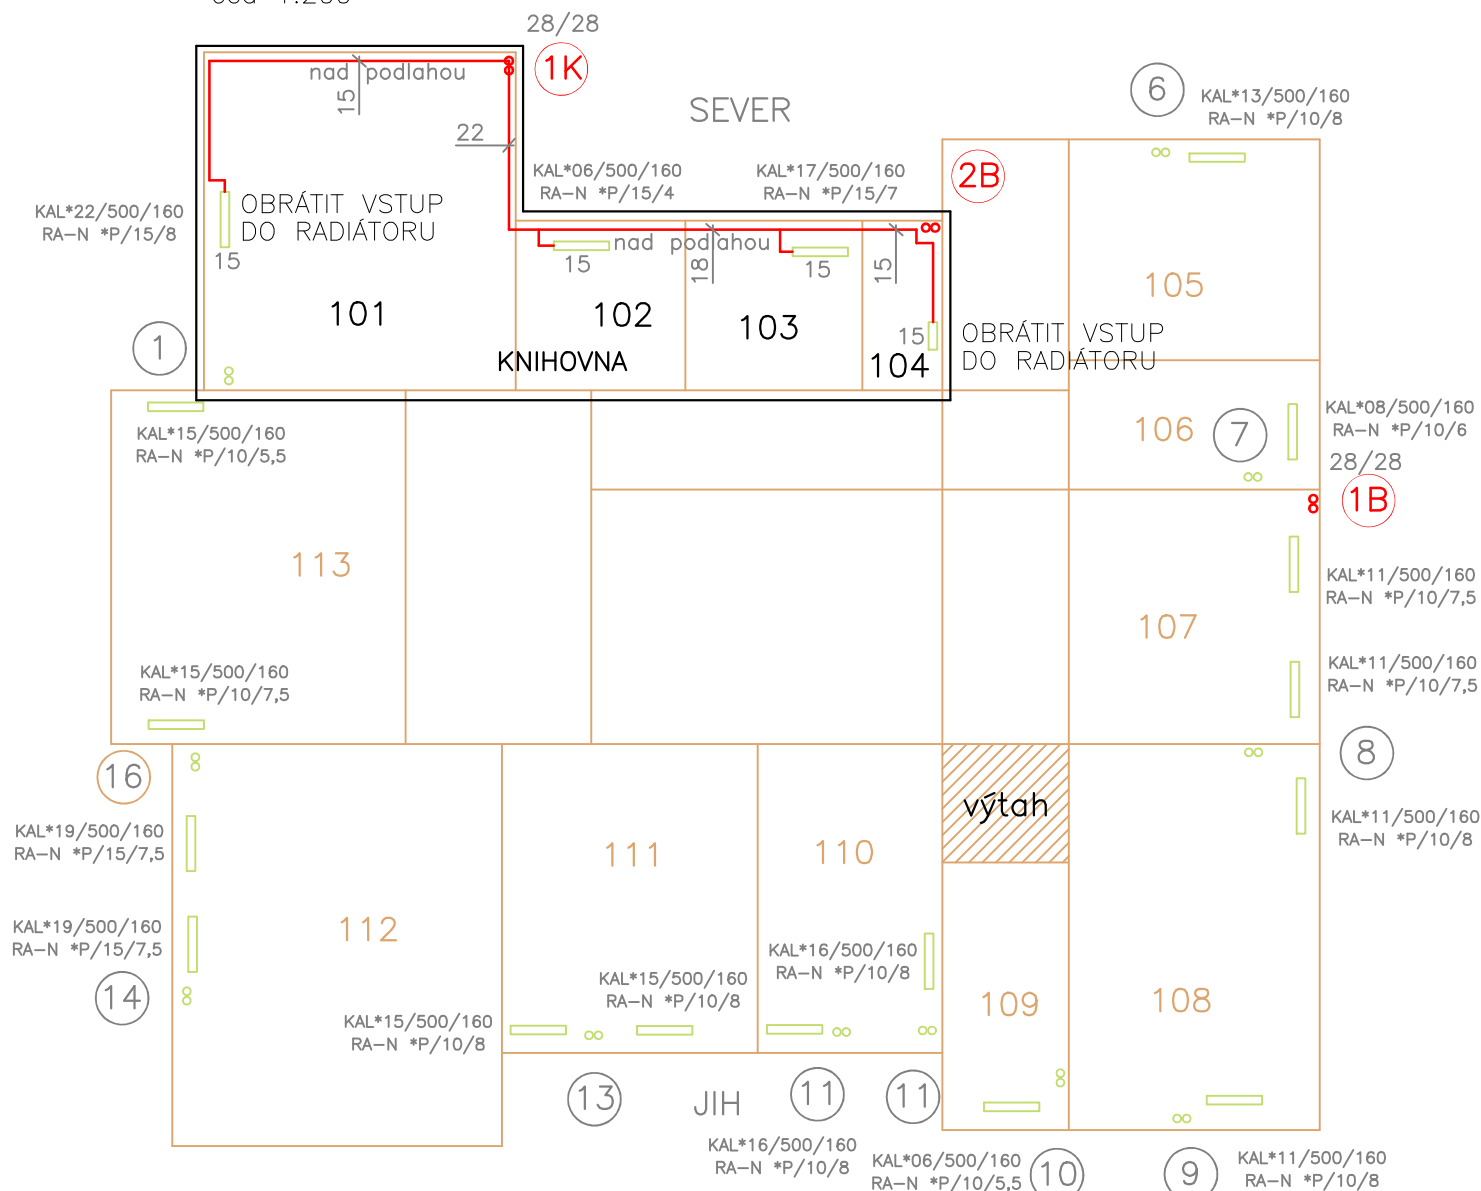 28/28
1K
nad podlahou
15
22
SEVER
6
KAL*13/500/160
RA-N *P/10/8
KAL*06/500/160
RA-N *P/15/4
KAL*17/500/160
RA-N *P/15/7
2B
KAL*22/500/160
RA-N *P/15/8
OBRÁTIT VSTUP
DO RADIÁTORU
15
15
nad podlahou
18
15
15
105
101
102
103
104
15
OBRÁTIT VSTUP
DO RADIÁTORU
1
KNIHOVNA
KAL*15/500/160
RA-N *P/10/5,5
106
7
KAL*08/500/160
RA-N *P/10/6
28/28
1B
113
KAL*11/500/160
RA-N *P/10/7,5
107
KAL*15/500/160
RA-N *P/10/7,5
KAL*11/500/160
RA-N *P/10/7,5
16
8
výtah
KAL*19/500/160
RA-N *P/15/7,5
111
110
KAL*11/500/160
RA-N *P/10/8
KAL*19/500/160
RA-N *P/15/7,5
112
KAL*16/500/160
RA-N *P/10/8
14
KAL*15/500/160
RA-N *P/10/8
109
108
KAL*15/500/160
RA-N *P/10/8
13
JIH
11
11
KAL*16/500/160
RA-N *P/10/8
KAL*06/500/160
RA-N *P/10/5,5
10
9
KAL*11/500/160
RA-N *P/10/8